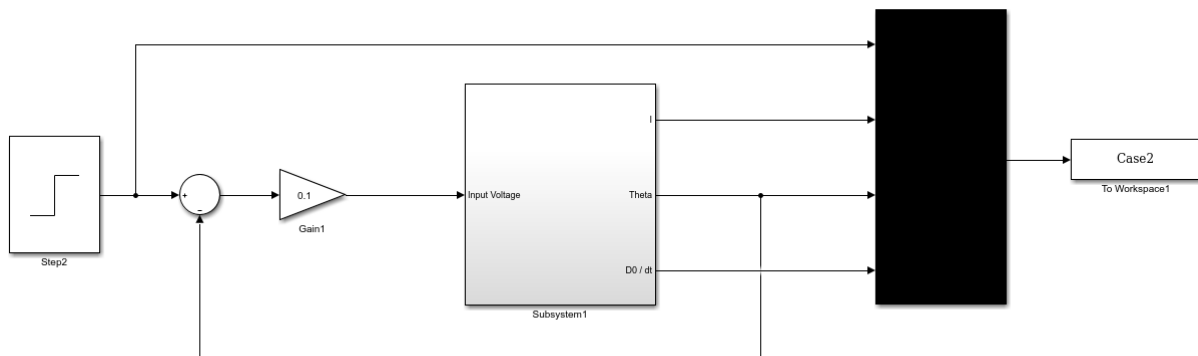 I
Case2
+
0.1
Input Voltage
Theta
To Workspace1
−
Gain1
Step2
D0 / dt
Subsystem1